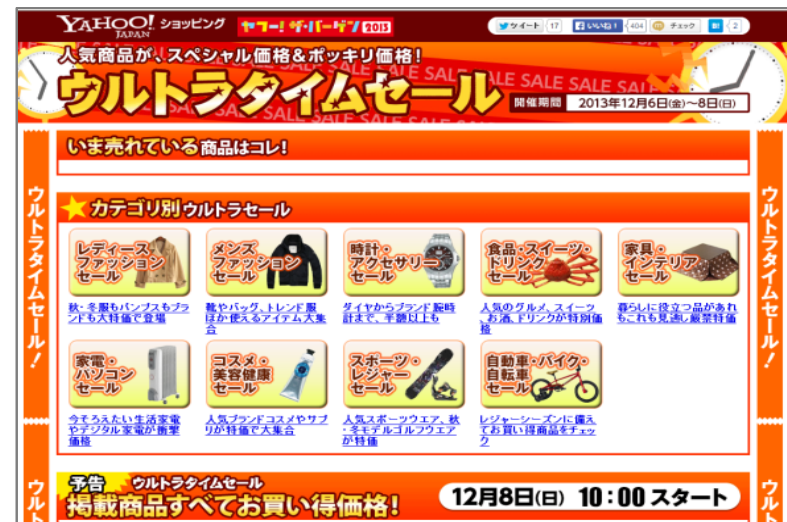 YAHOO! ショッピング
JAPAN
ヤフー! ザ・バーゲン 2013
ツイート 17
いいね! 404
チェック
B! 2
人気商品が、スペシャル価格&ポッキリ価格!
ウルトラタイムセール
開催期間 2013年12月6日(金)~8日(日)
SALE SALE SALE SALE SALE
いま売れている商品はコレ!
カテゴリ別ウルトラセール
レディース
ファッション
セール
秋・冬服もパンプスもブラ
ンドも大特価で登場
メンズ
ファッション
セール
靴やバッグ、トレンド服
ほか使えるアイテム大集
合
時計・
アクセサリー
セール
ダイヤからブランド腕時
計まで、半額以上も
食品・スイーツ・
ドリンク
セール
人気のグルメ、スイーツ
、お酒、ドリンクが特別価
格
家具・
インテリア
セール
暮らしに役立つ品があれ
もこれも見逃し厳禁特価
家電・
パソコン
セール
今そろえたい生活家電
やデジタル家電が衝撃
価格
コスメ・
美容健康
セール
人気ブランドコスメやサプ
リが特価で大集合
スポーツ・
レジャー
セール
人気スポーツウエア、秋
・冬モデルゴルフウエア
が特価
自動車・バイク・
自転車
セール
レジャーシーズンに備え
てお買い得商品をチェッ
ク
予告 ウルトラタイムセール
掲載商品すべてお買い得価格!
12月8日(日) 10:00 スタート
ウルトラタイムセール!
ウルトラタイムセール!
ウルト
ウルト